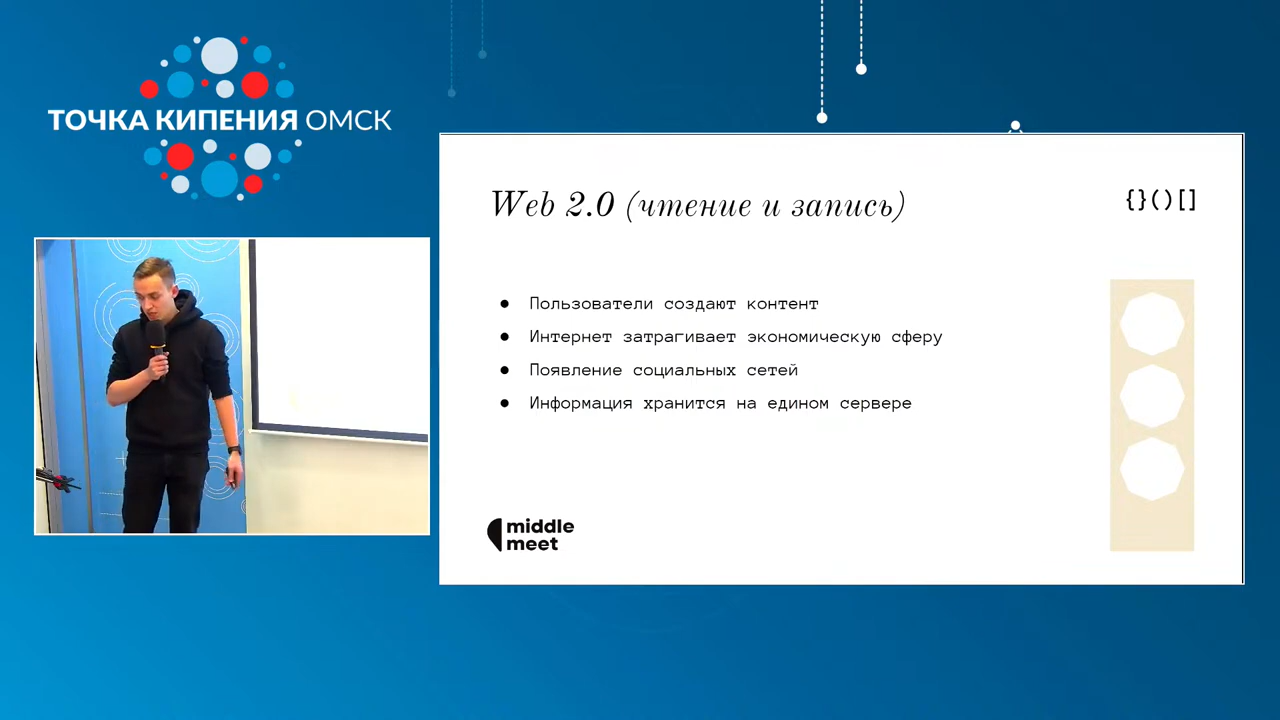 ТОЧКА КИПЕНИЯ ОМСК
Web 2.0 (чтение и запись)
{}()[]
● Пользователи создают контент
● Интернет затрагивает экономическую сферу
● Появление социальных сетей
● Информация хранится на едином сервере
middle
meet